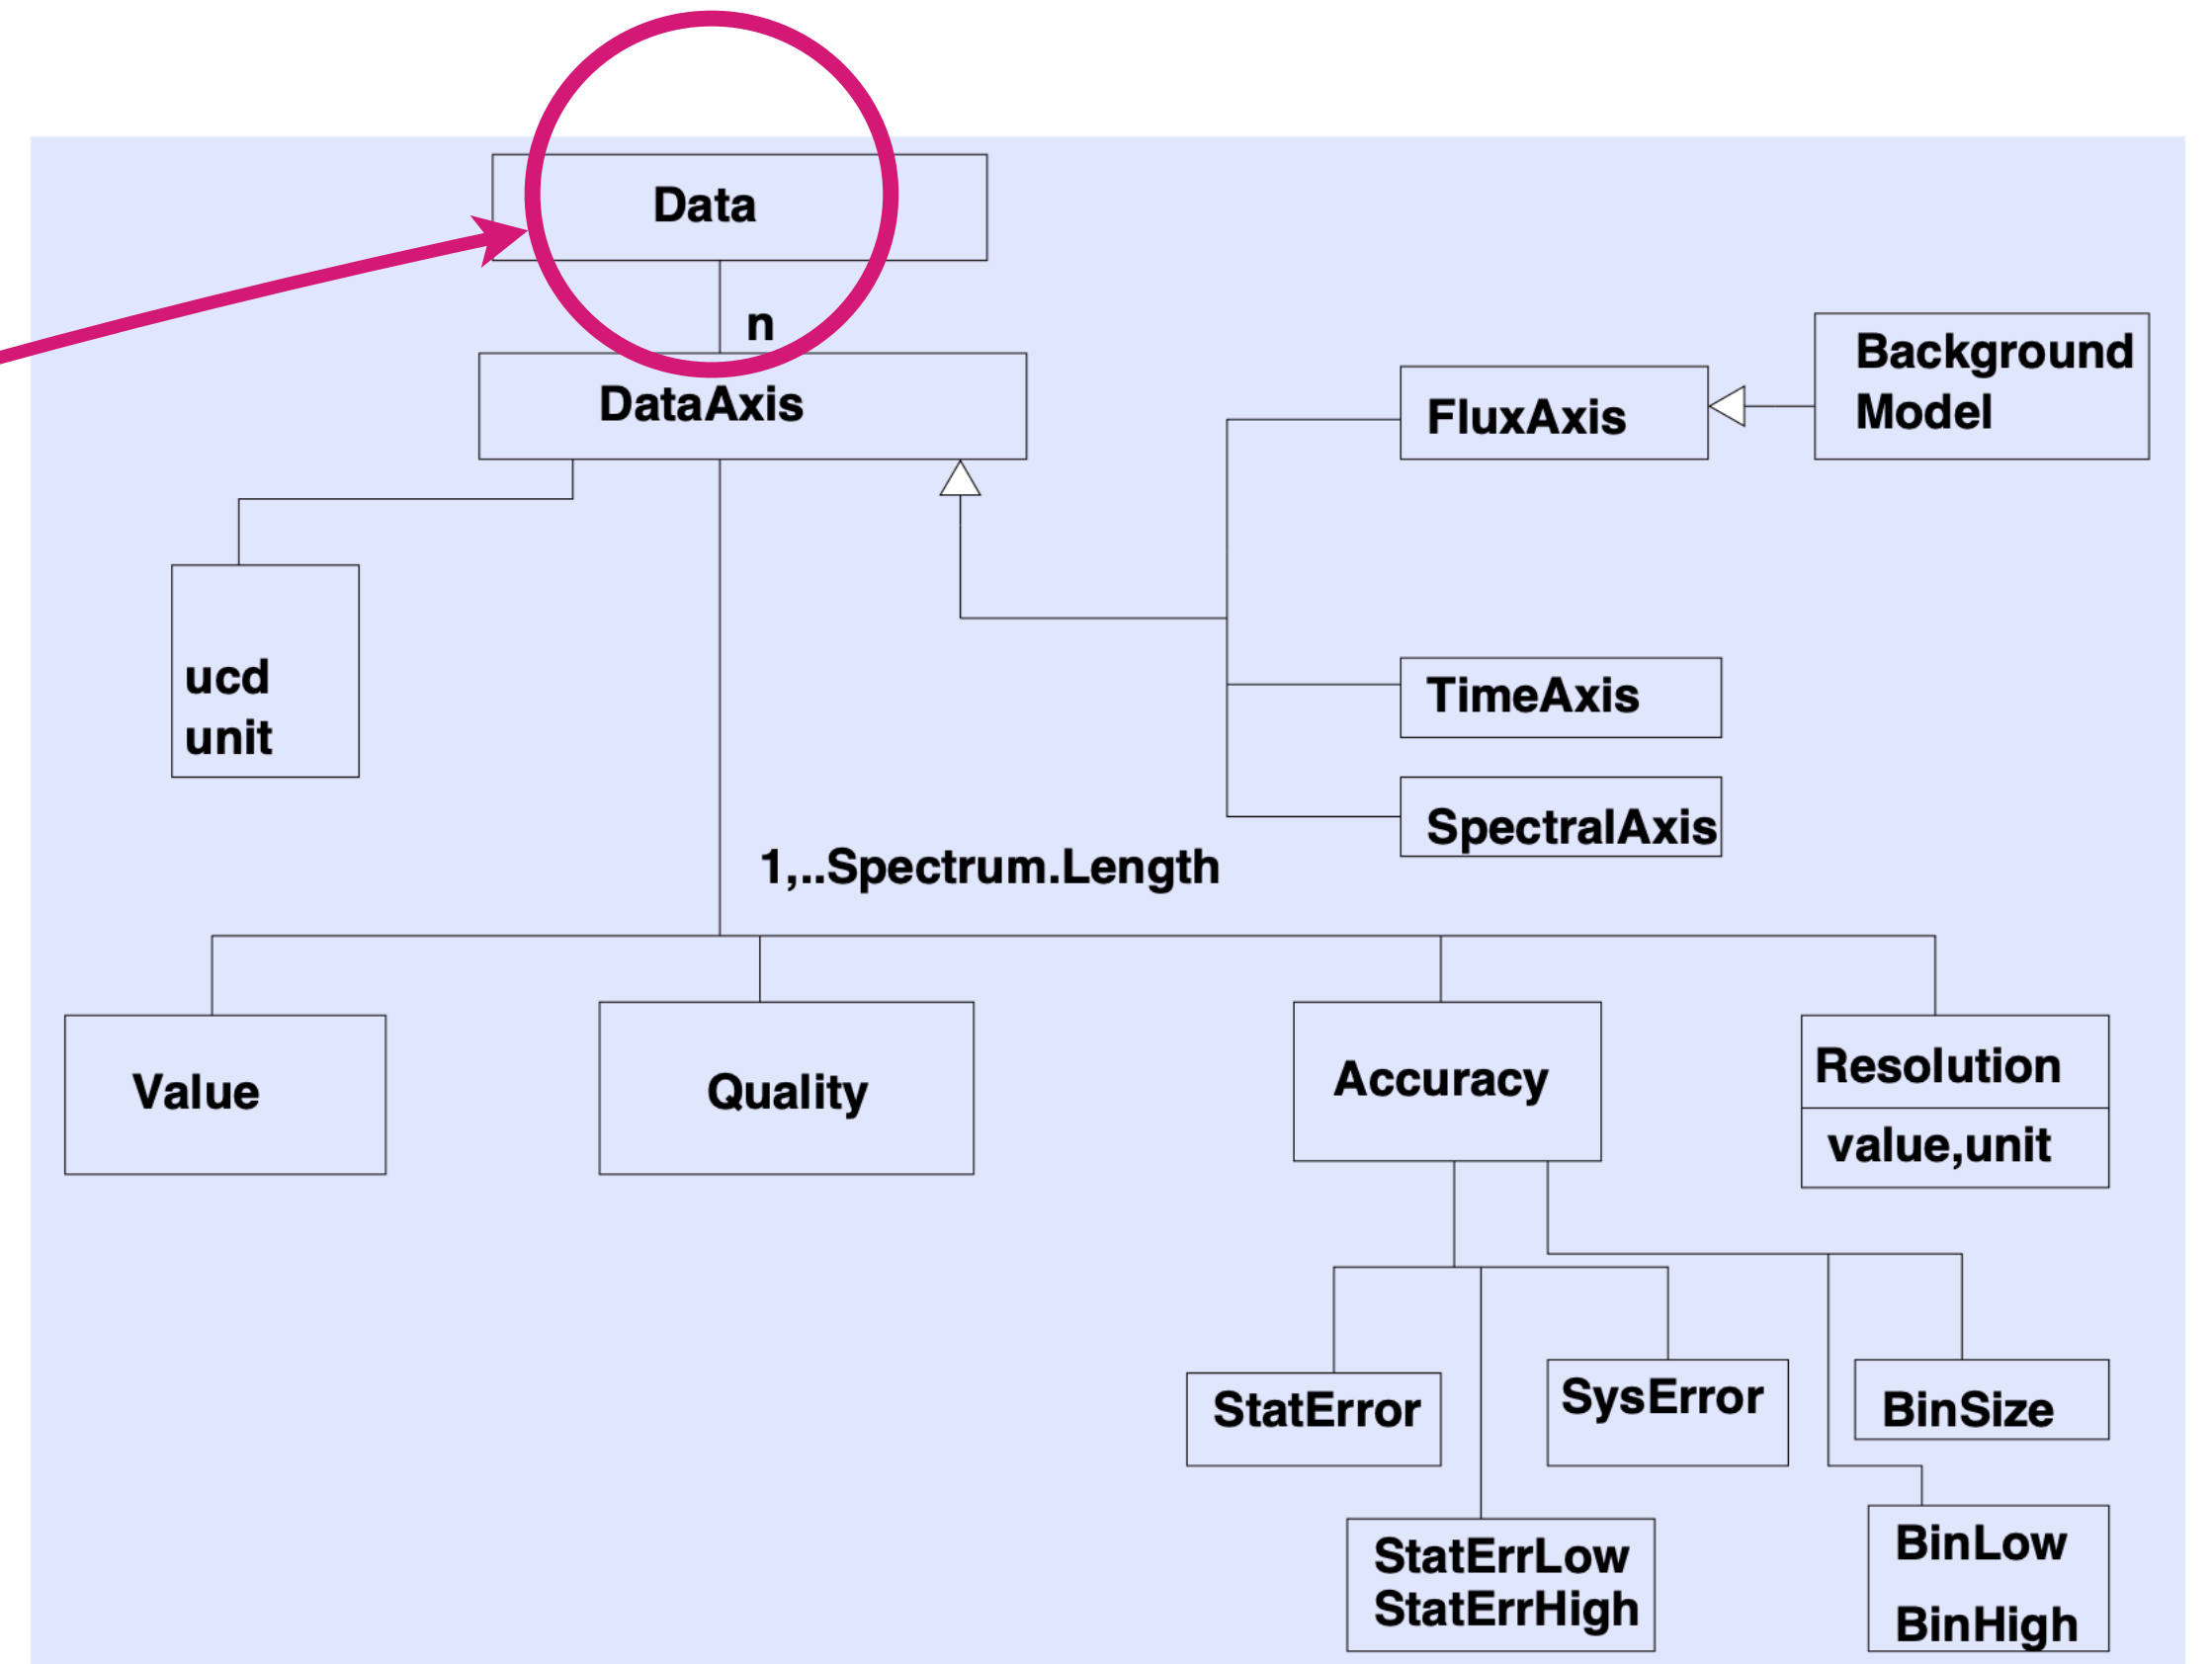 Data
n
DataAxis
FluxAxis
Background
Model
ucd
unit
TimeAxis
SpectralAxis
1,..Spectrum.Length
Value
Quality
Accuracy
Resolution
value,unit
StatError
SysError
BinSize
StatErrLow
StatErrHigh
BinLow
BinHigh